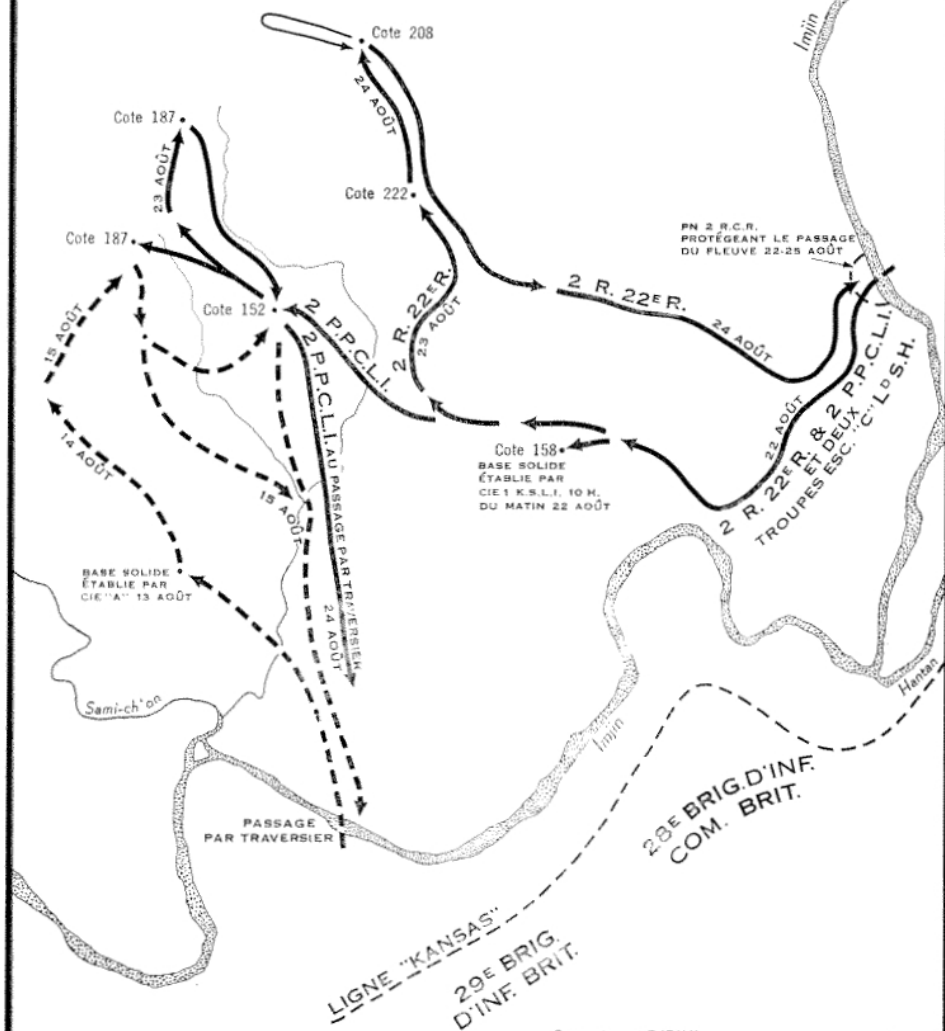 Imjin
Cote 208
24 AOÛT
Cote 187
23 AOÛT
Cote 222
Cote 187
PN 2 R.C.R.
PROTÉGEANT LE PASSAGE
DU FLEUVE 22-25 AOÛT
2 R. 22E R.
24 AOÛT
2 R. 22E R.
23 AOÛT
Cote 152
2 P.P.C.L.I.
2 P.P.C.L.I. AU PASSAGE PAR TRAVERSIER
24 AOÛT
15 AOÛT
14 AOÛT
15 AOÛT
Cote 158
BASE SOLIDE
ÉTABLIE PAR
CIE 1 K.S.L.I. 10 H.
DU MATIN 22 AOÛT
22 AOÛT
2 R. 22E R. & 2 P.P.C.L.I.
ET DEUX
TROUPES ESC. "C" LD S.H.
BASE SOLIDE
ÉTABLIE PAR
CIE "A" 13 AOÛT
Sami-ch'on
Imjin
Hantan
PASSAGE
PAR TRAVERSIER
28E BRIG. D'INF.
COM. BRIT.
LIGNE "KANSAS"
29E BRIG.
D'INF. BRIT.